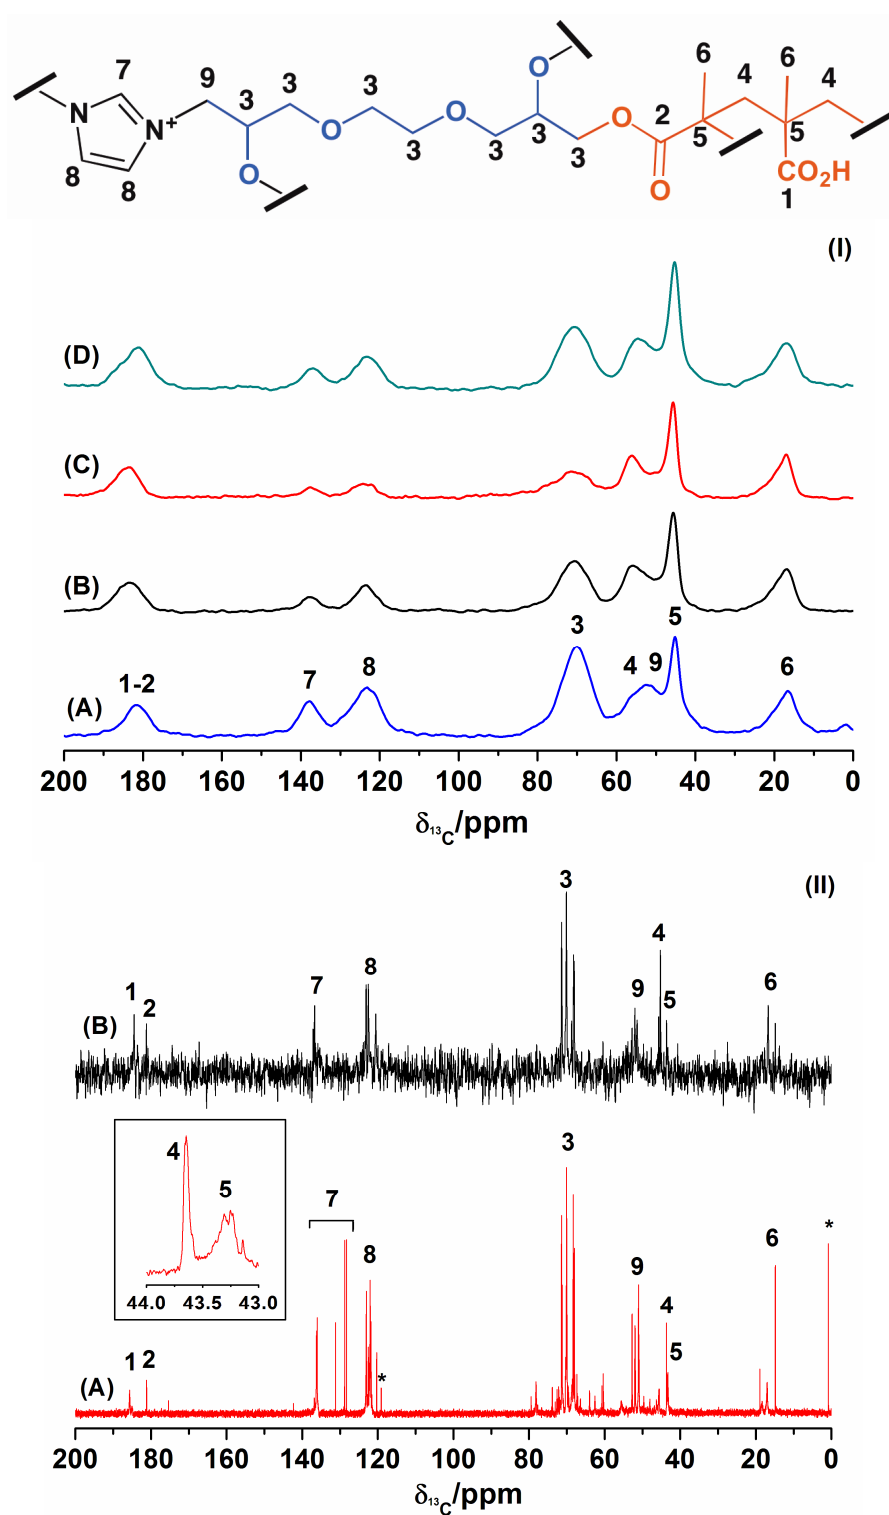 O
6 6
7 9 3 3 3 O 4 4
N 3 2
N+ O O 3 O 5 5
8 8 O 3 3 3 O CO₂H
1
(I)
(D)
(C)
(B)
3 5
4 9
1-2 7 8 6
(A)
200 180 160 140 120 100 80 60 40 20 0
δ¹³C/ppm
3 (II)
4
1 2 7 8 9 5 6
(B)
3
4 7
5
8 9 6 *
44.0 43.5 43.0
4
1 2 * 5
(A)
200 180 160 140 120 100 80 60 40 20 0
δ¹³C/ppm